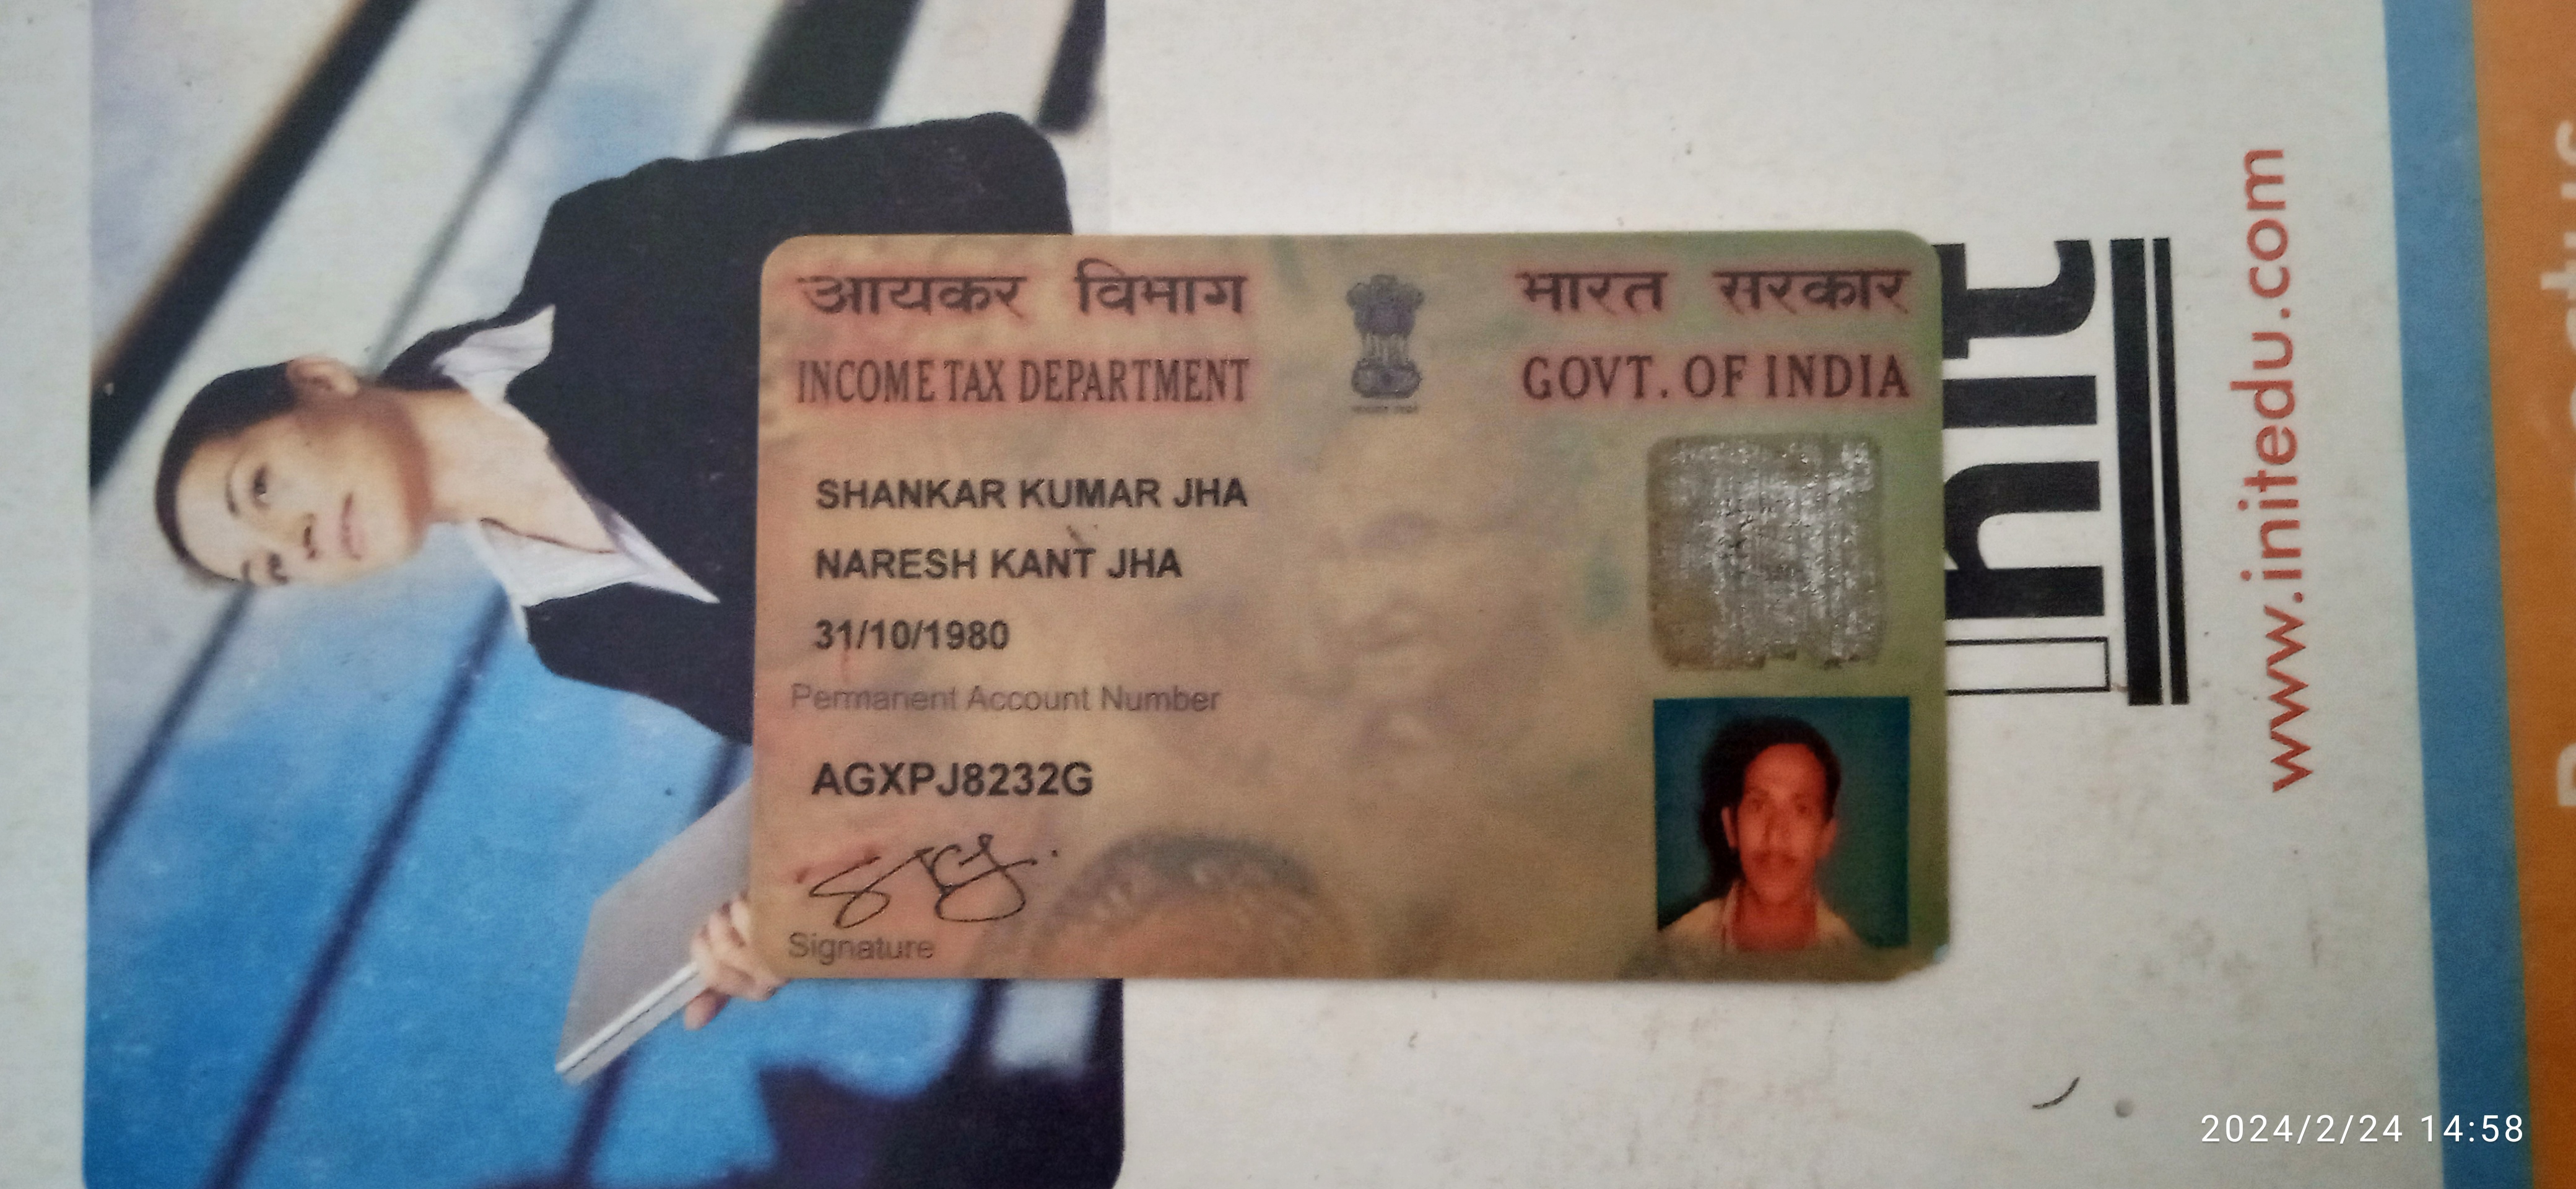 आयकर विभाग
भारत सरकार
INCOME TAX DEPARTMENT
GOVT. OF INDIA
SHANKAR KUMAR JHA
NARESH KANT JHA
31/10/1980
Permanent Account Number
AGXPJ8232G
Signature
www.initedu.com
2024/2/24 14:58